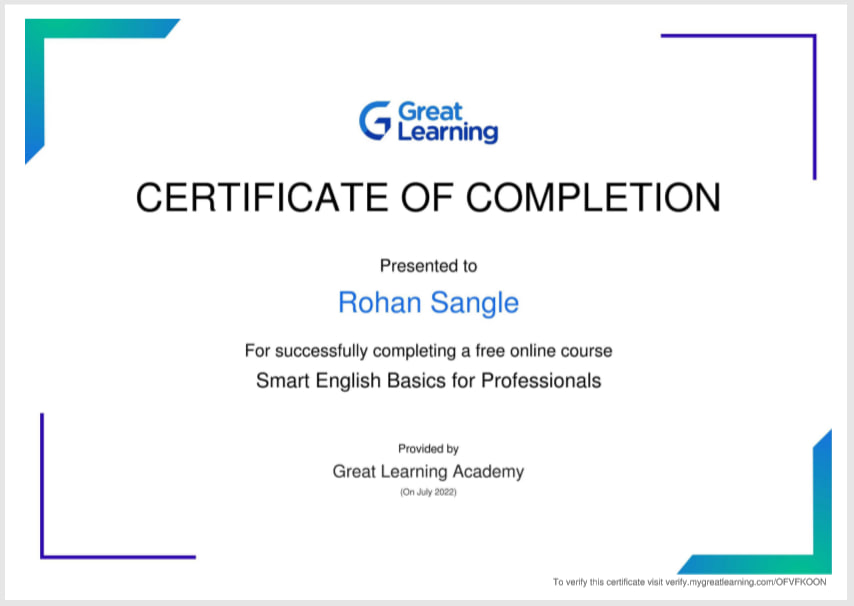 Great
Learning
CERTIFICATE OF COMPLETION
Presented to
Rohan Sangle
For successfully completing a free online course
Smart English Basics for Professionals
Provided by
Great Learning Academy
(On July 2022)
To verify this certificate visit verify.mygreatlearning.com/OFVFKOON